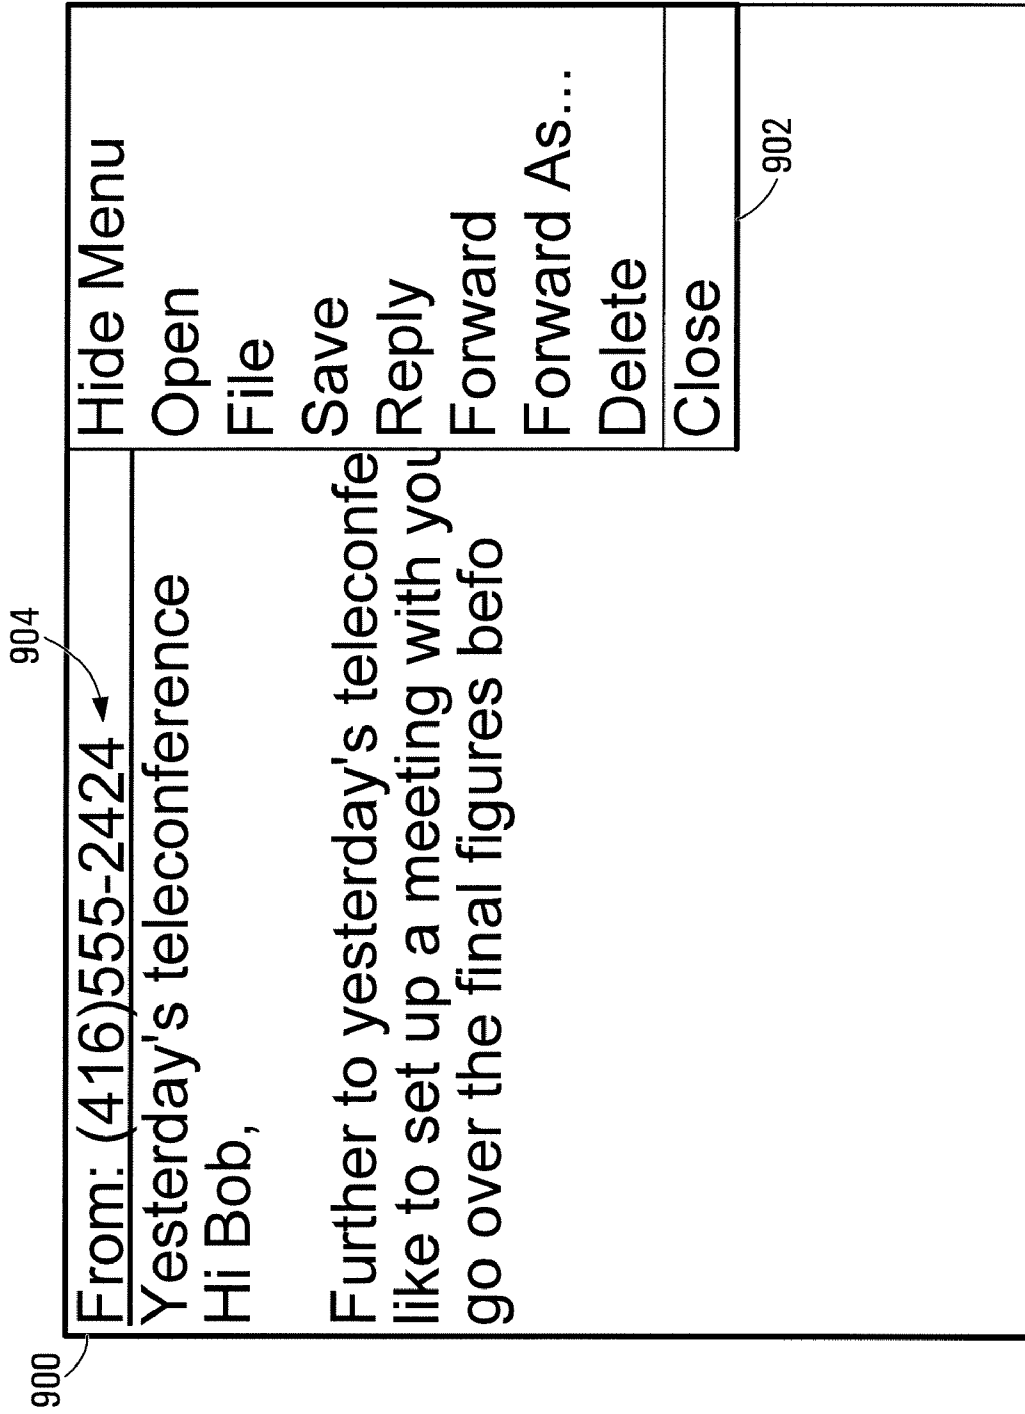 904
900
From: (416)555-2424
Yesterday's teleconference
Hi Bob,
Further to yesterday's teleconfe
like to set up a meeting with you
go over the final figures befo
Hide Menu
Open
File
Save
Reply
Forward
Forward As...
Delete
Close
902